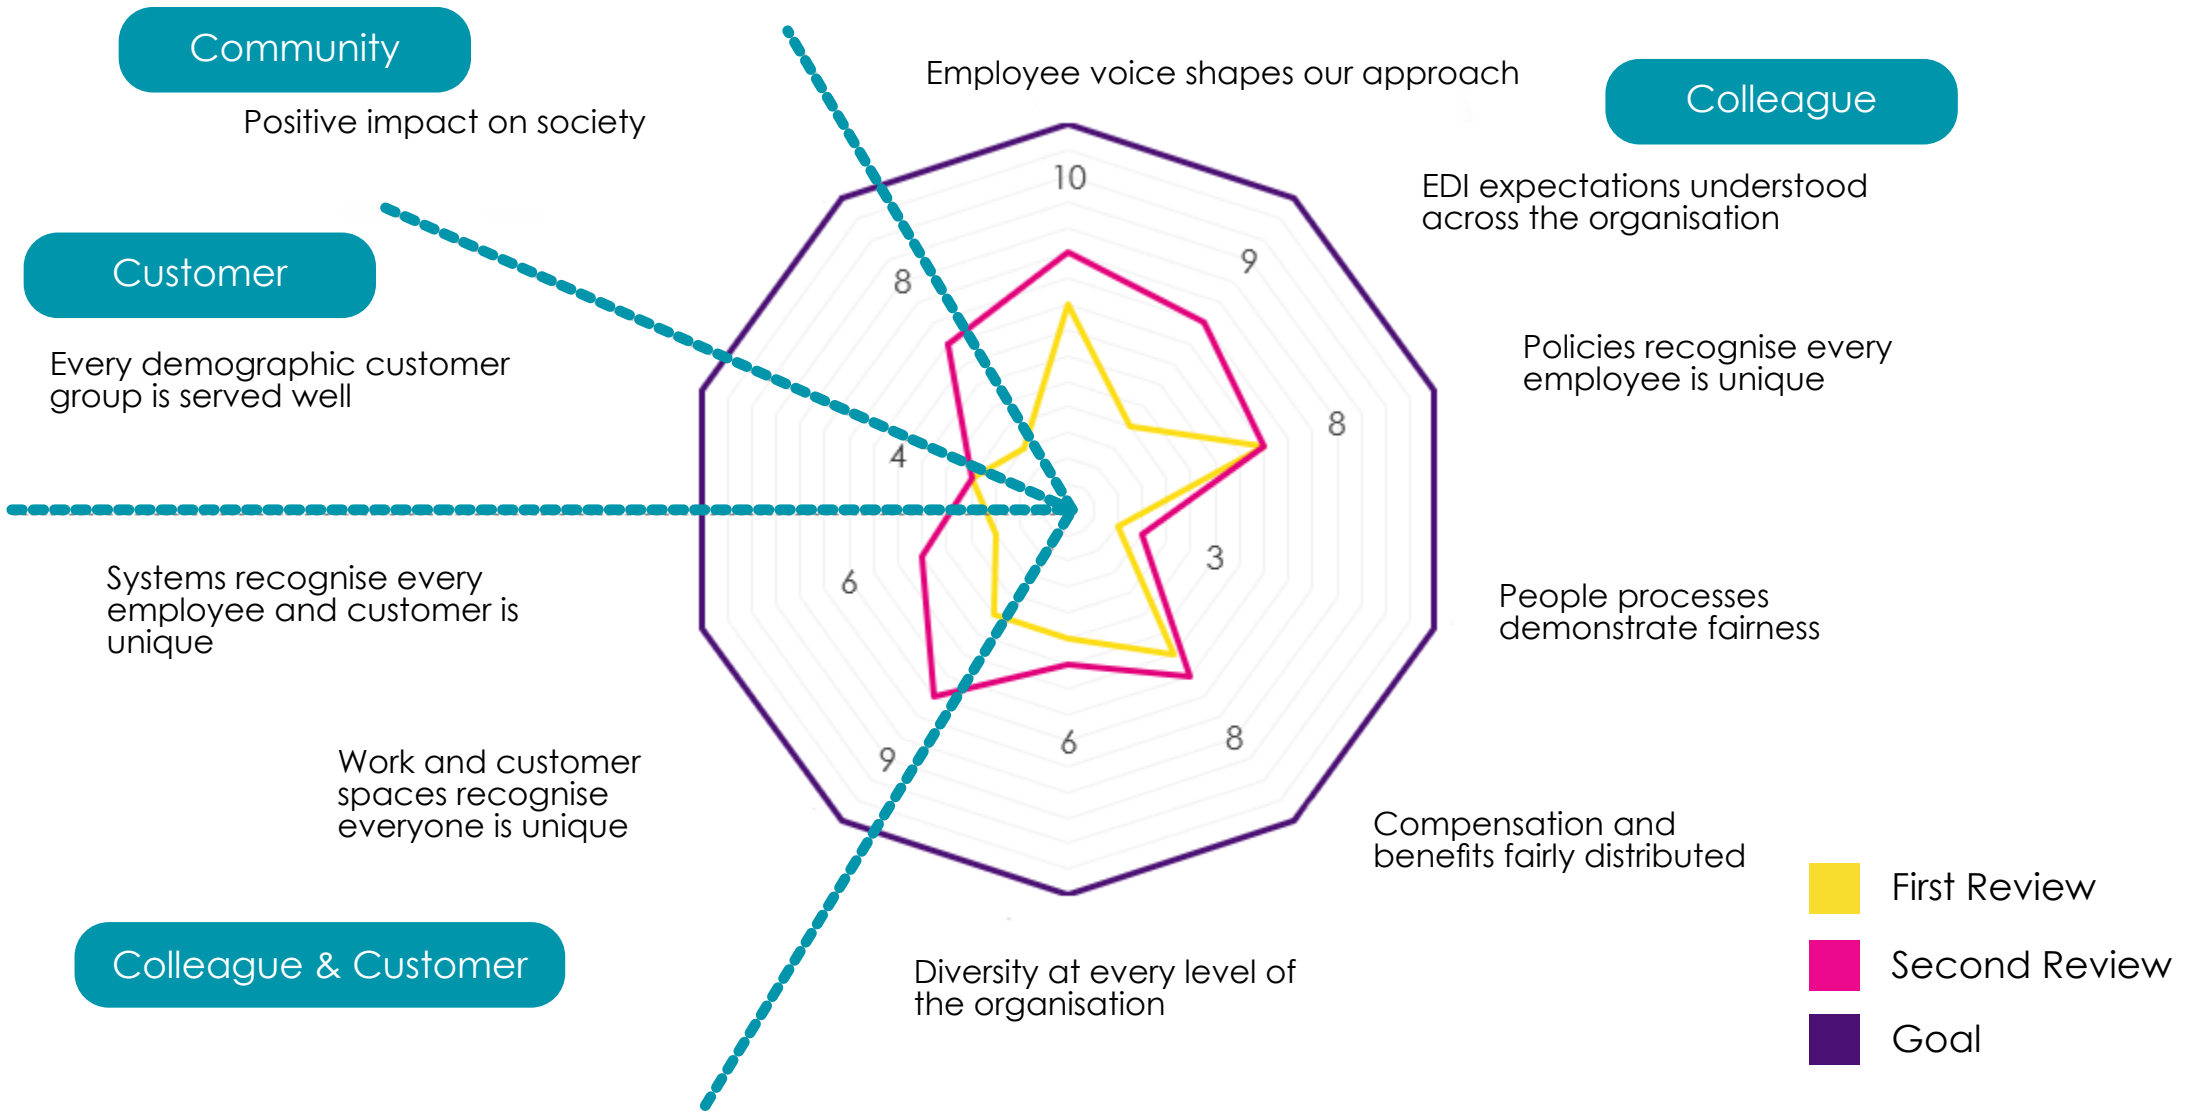 Community
Positive impact on society
Employee voice shapes our approach
Colleague
EDI expectations understood
across the organisation
Customer
Every demographic customer
group is served well
Policies recognise every
employee is unique
10
9
8
8
4
3
6
6
8
9
Systems recognise every
employee and customer is
unique
People processes
demonstrate fairness
Work and customer
spaces recognise
everyone is unique
Compensation and
benefits fairly distributed
Colleague & Customer
Diversity at every level of
the organisation
First Review
Second Review
Goal